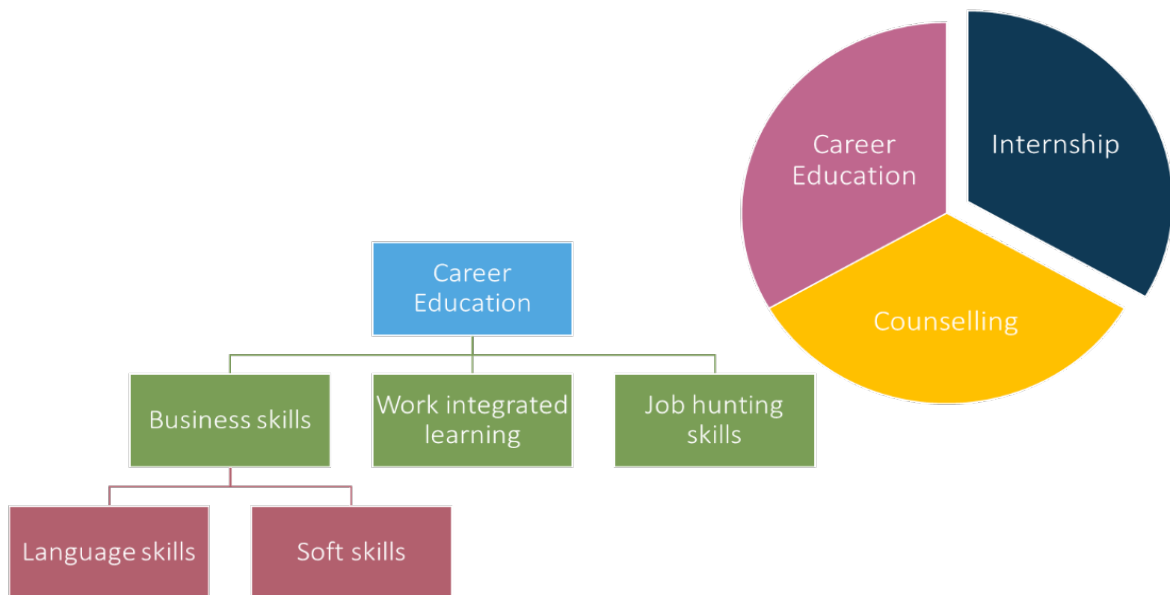 Career
Education
Internship
Counselling
Career
Education
Business skills
Work integrated
learning
Job hunting
skills
Language skills
Soft skills